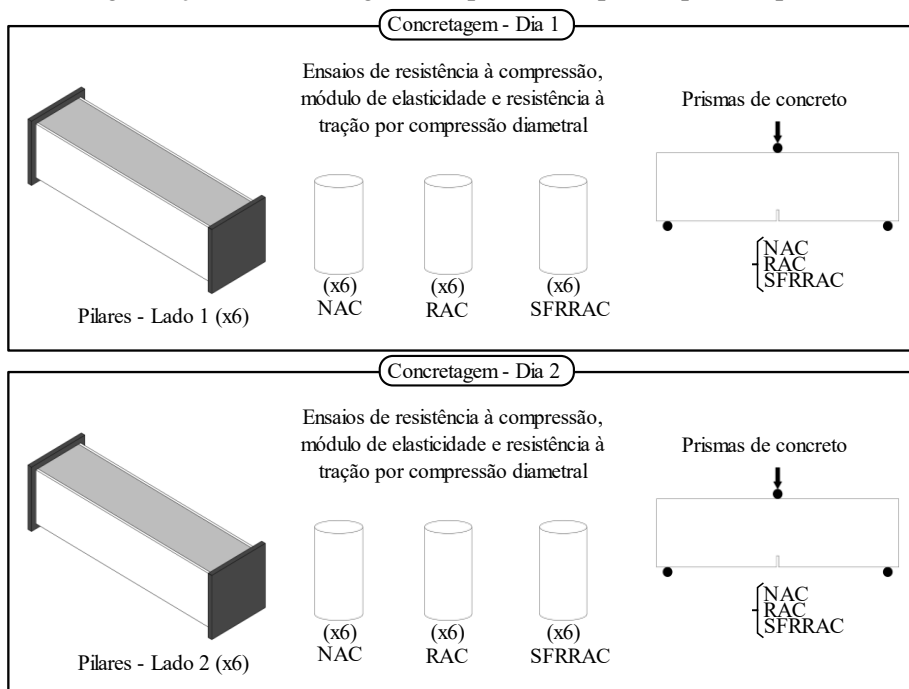 Concretagem - Dia 1
Ensaios de resistência à compressão,
módulo de elasticidade e resistência à
tração por compressão diametral
Prismas de concreto
(x6)
NAC
(x6)
RAC
(x6)
SFRRAC
NAC
RAC
SFRRAC
Pilares - Lado 1 (x6)
Concretagem - Dia 2
Ensaios de resistência à compressão,
módulo de elasticidade e resistência à
tração por compressão diametral
Prismas de concreto
(x6)
NAC
(x6)
RAC
(x6)
SFRRAC
NAC
RAC
SFRRAC
Pilares - Lado 2 (x6)